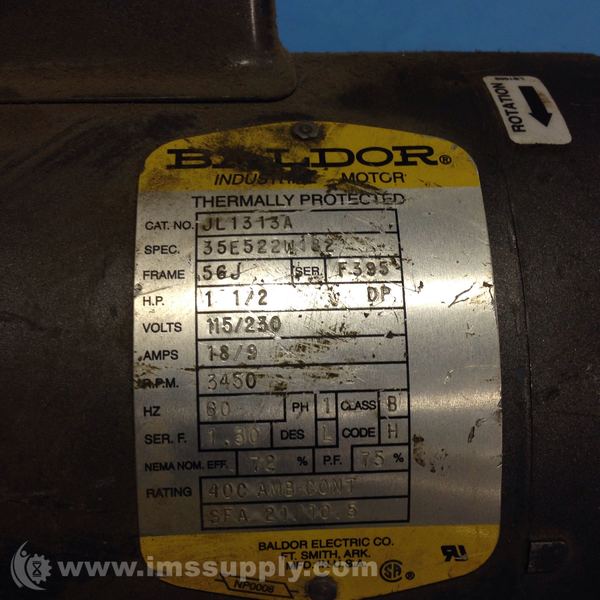 ROTATION
BALDOR®
INDUSTRIAL MOTOR
THERMALLY PROTECTED
CAT. NO. JL1313A
SPEC. 35E522W182
FRAME 56J SER. F395
H.P. 1 1/2 DP
VOLTS 115/230
AMPS 18/9
R.P.M. 3450
HZ 60 PH 1 CLASS B
SER. F. 1.30 DES L CODE H
NEMA NOM. EFF. 72 % P.F. 75 %
RATING 40C AMB-CONT
SFA 21/10.5
BALDOR ELECTRIC CO.
FT. SMITH, ARK.
MFD. IN U.S.A.
NP0006
www.imssupply.com